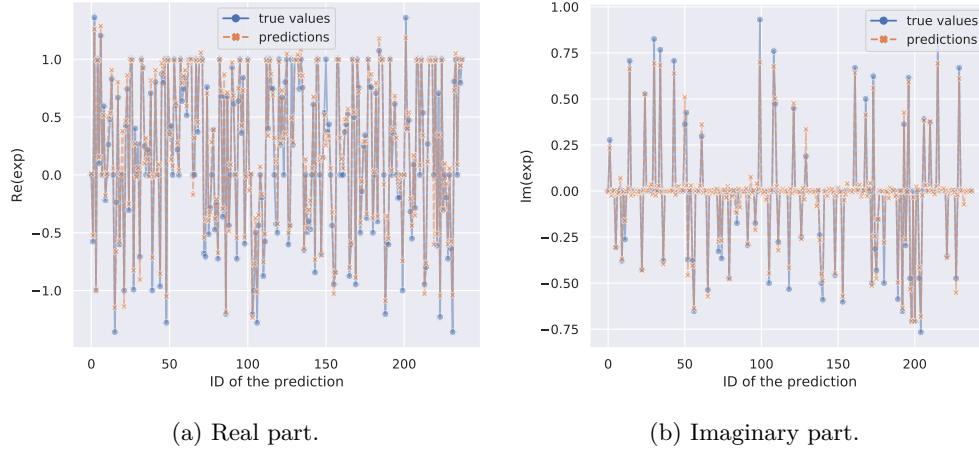 true values
predictions
1.0
0.5
0.0
−0.5
−1.0
Re(exp)
0
50
100
150
200
ID of the prediction
(a) Real part.
true values
predictions
1.00
0.75
0.50
0.25
0.00
−0.25
−0.50
−0.75
Im(exp)
0
50
100
150
200
ID of the prediction
(b) Imaginary part.